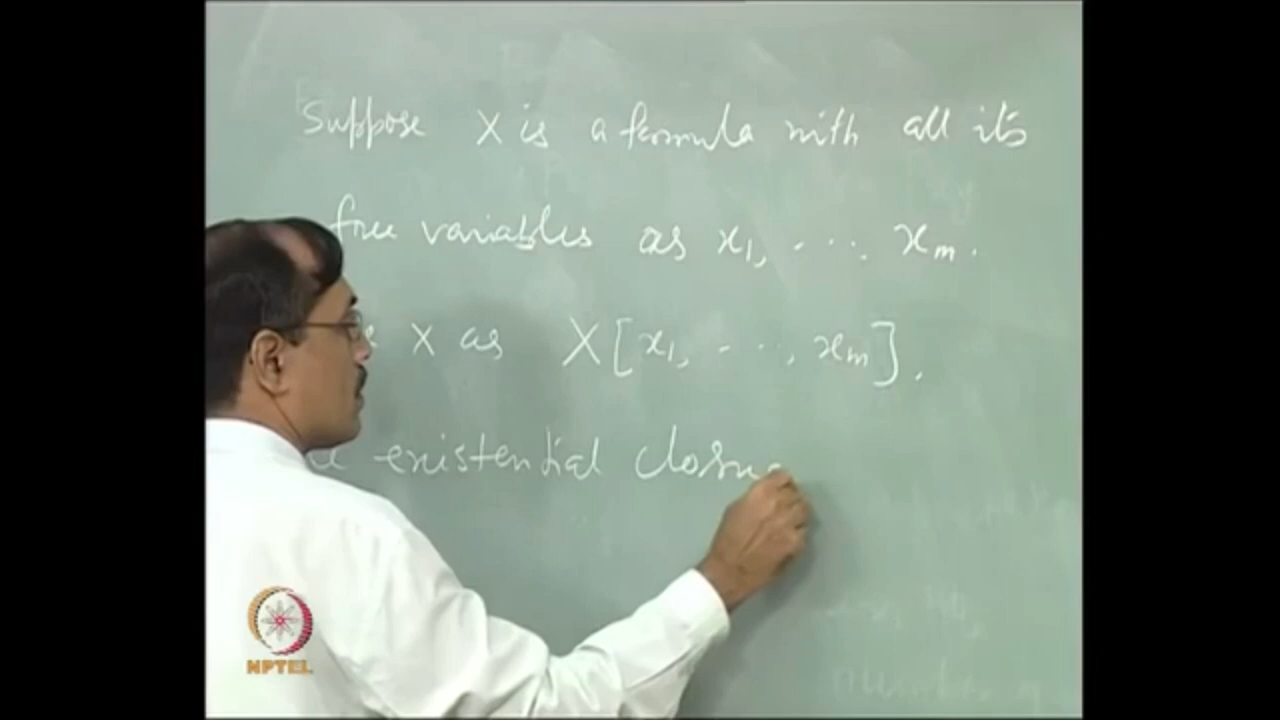 Suppose X is a formula with all its
free variables as x₁, ...., xₘ.
X as X[x₁, ...., xₘ].
existential closu
NPTEL